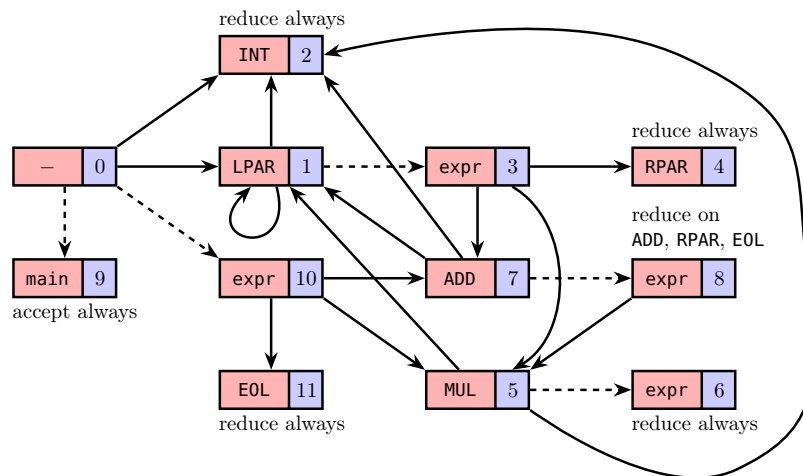 reduce always
INT 2
reduce always
– 0
LPAR 1
expr 3
RPAR 4
reduce on
ADD, RPAR, EOL
main 9
expr 10
ADD 7
expr 8
accept always
EOL 11
MUL 5
expr 6
reduce always
reduce always